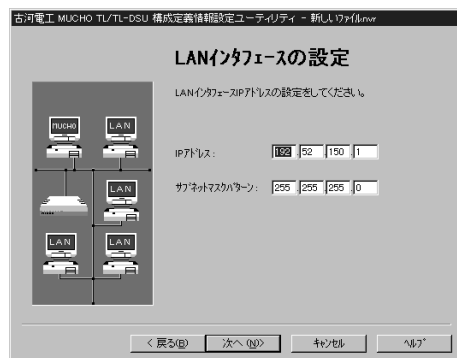 古河電工 MUCHO TL/TL-DSU 構成定義情報設定ユーティリティ - 新しいファイル.nvr
LANインタフェースの設定
LANインタフェースIPアドレスの設定をしてください。
MUCHO
LAN
IPアドレス: 192 .52 .150 .1
LAN
サブネットマスクパターン: 255 .255 .255 .0
LAN
LAN
< 戻る(B)
次へ (N)>
キャンセル
ヘルプ